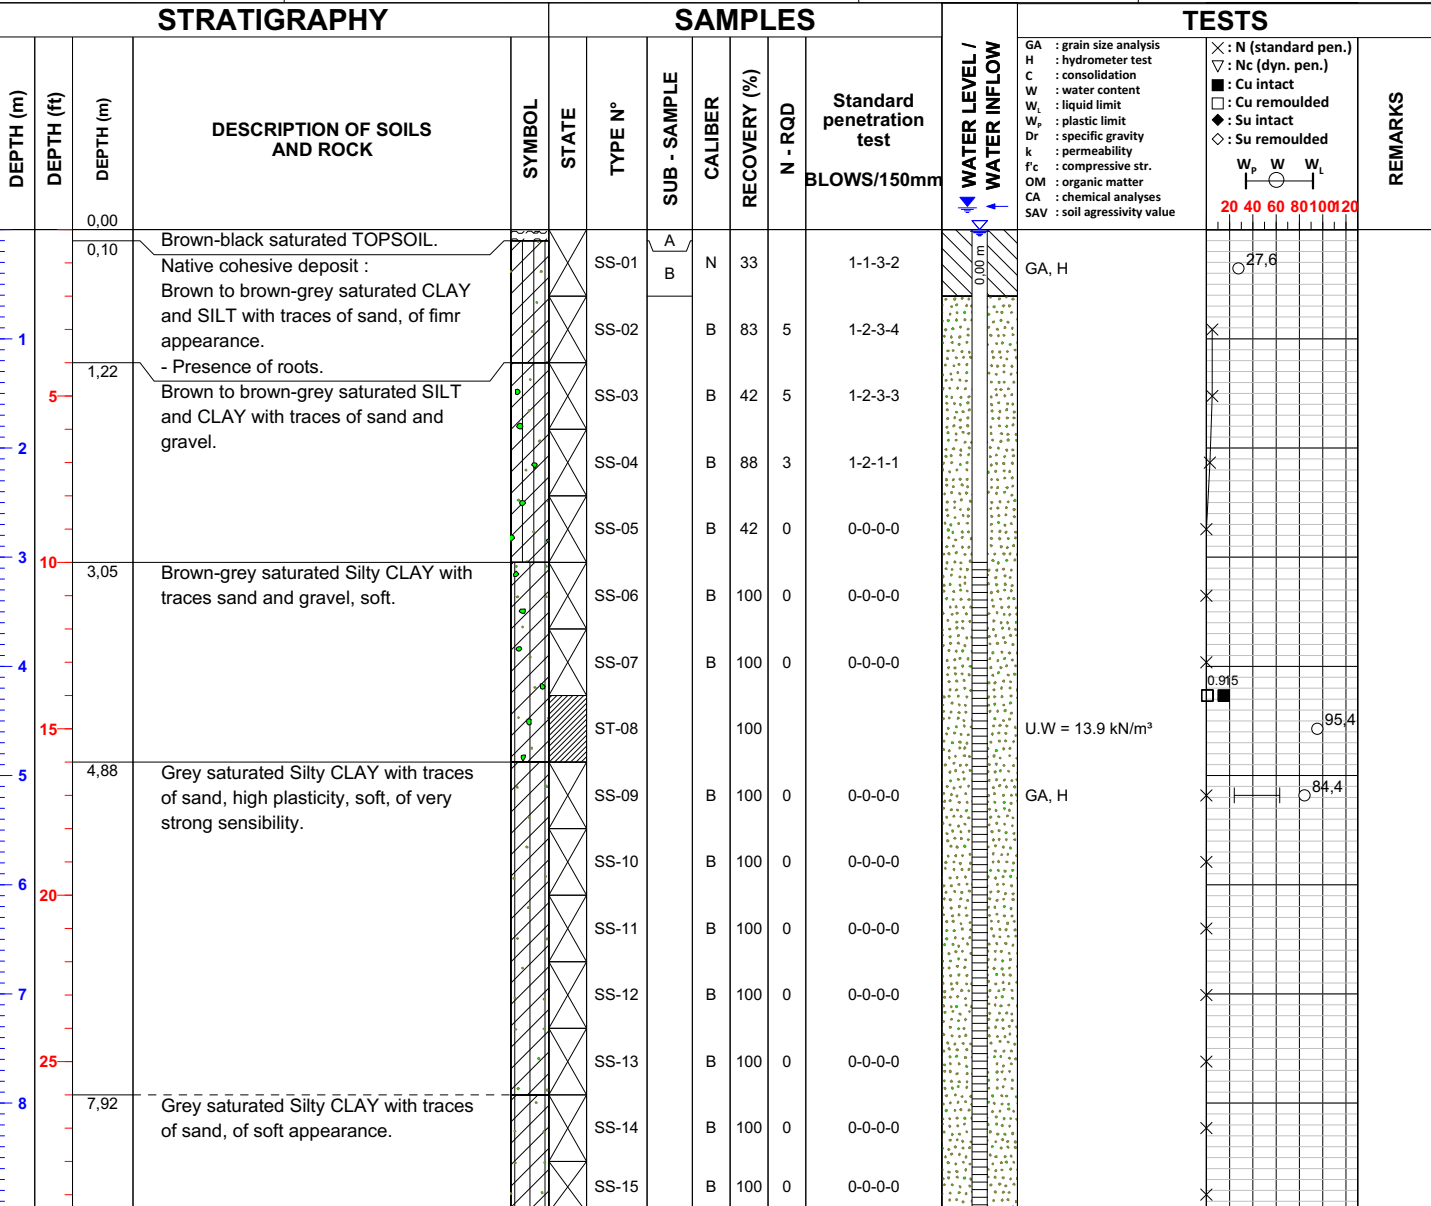 STRATIGRAPHY
SAMPLES
TESTS
DEPTH (m)
DEPTH (ft)
DEPTH (m)
DESCRIPTION OF SOILS
AND ROCK
SYMBOL
STATE
TYPE N°
SUB - SAMPLE
CALIBER
RECOVERY (%)
N - RQD
Standard
penetration
test
BLOWS/150mm
WATER LEVEL /
WATER INFLOW
GA : grain size analysis
H : hydrometer test
C : consolidation
W : water content
WL : liquid limit
WP : plastic limit
Dr : specific gravity
k : permeability
f'c : compressive str.
OM : organic matter
CA : chemical analyses
SAV : soil agressivity value
: N (standard pen.)
: Nc (dyn. pen.)
: Cu intact
: Cu remoulded
: Su intact
: Su remoulded
WP W WL
20 40 60 80 100 120
REMARKS
0,00
0,10
Brown-black saturated TOPSOIL.
Native cohesive deposit :
Brown to brown-grey saturated CLAY
and SILT with traces of sand, of fimr
appearance.
- Presence of roots.
1,22
Brown to brown-grey saturated SILT
and CLAY with traces of sand and
gravel.
3,05
Brown-grey saturated Silty CLAY with
traces sand and gravel, soft.
4,88
Grey saturated Silty CLAY with traces
of sand, high plasticity, soft, of very
strong sensibility.
7,92
Grey saturated Silty CLAY with traces
of sand, of soft appearance.
1
2
3
4
5
6
7
8
5
10
15
20
25
A
B
SS-01 N 33 1-1-3-2
SS-02 B 83 5 1-2-3-4
SS-03 B 42 5 1-2-3-3
SS-04 B 88 3 1-2-1-1
SS-05 B 42 0 0-0-0-0
SS-06 B 100 0 0-0-0-0
SS-07 B 100 0 0-0-0-0
ST-08 100
SS-09 B 100 0 0-0-0-0
SS-10 B 100 0 0-0-0-0
SS-11 B 100 0 0-0-0-0
SS-12 B 100 0 0-0-0-0
SS-13 B 100 0 0-0-0-0
SS-14 B 100 0 0-0-0-0
SS-15 B 100 0 0-0-0-0
0,00 m
GA, H
27,6
0.9 15
U.W = 13.9 kN/m³
95,4
GA, H
84,4